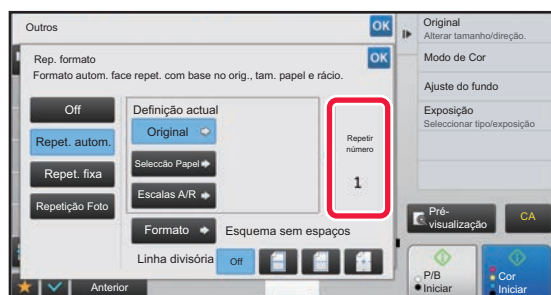 Outros
OK
Rep. formato
OK
Formato autom. face repet. com base no orig., tam. papel e rácio.
Off
Repet. autom.
Repet. fixa
Repetição Foto
Definição actual
Original
Seleccão Papel
Escalas A/R
Repetir
número
1
Formato
Esquema sem espaços
Linha divisória
Off
Anterior
Original
Alterar tamanho/direção.
Modo de Cor
Ajuste do fundo
Exposição
Seleccionar tipo/exposição
Pré-
visualização
CA
P/B
Iniciar
Cor
Iniciar